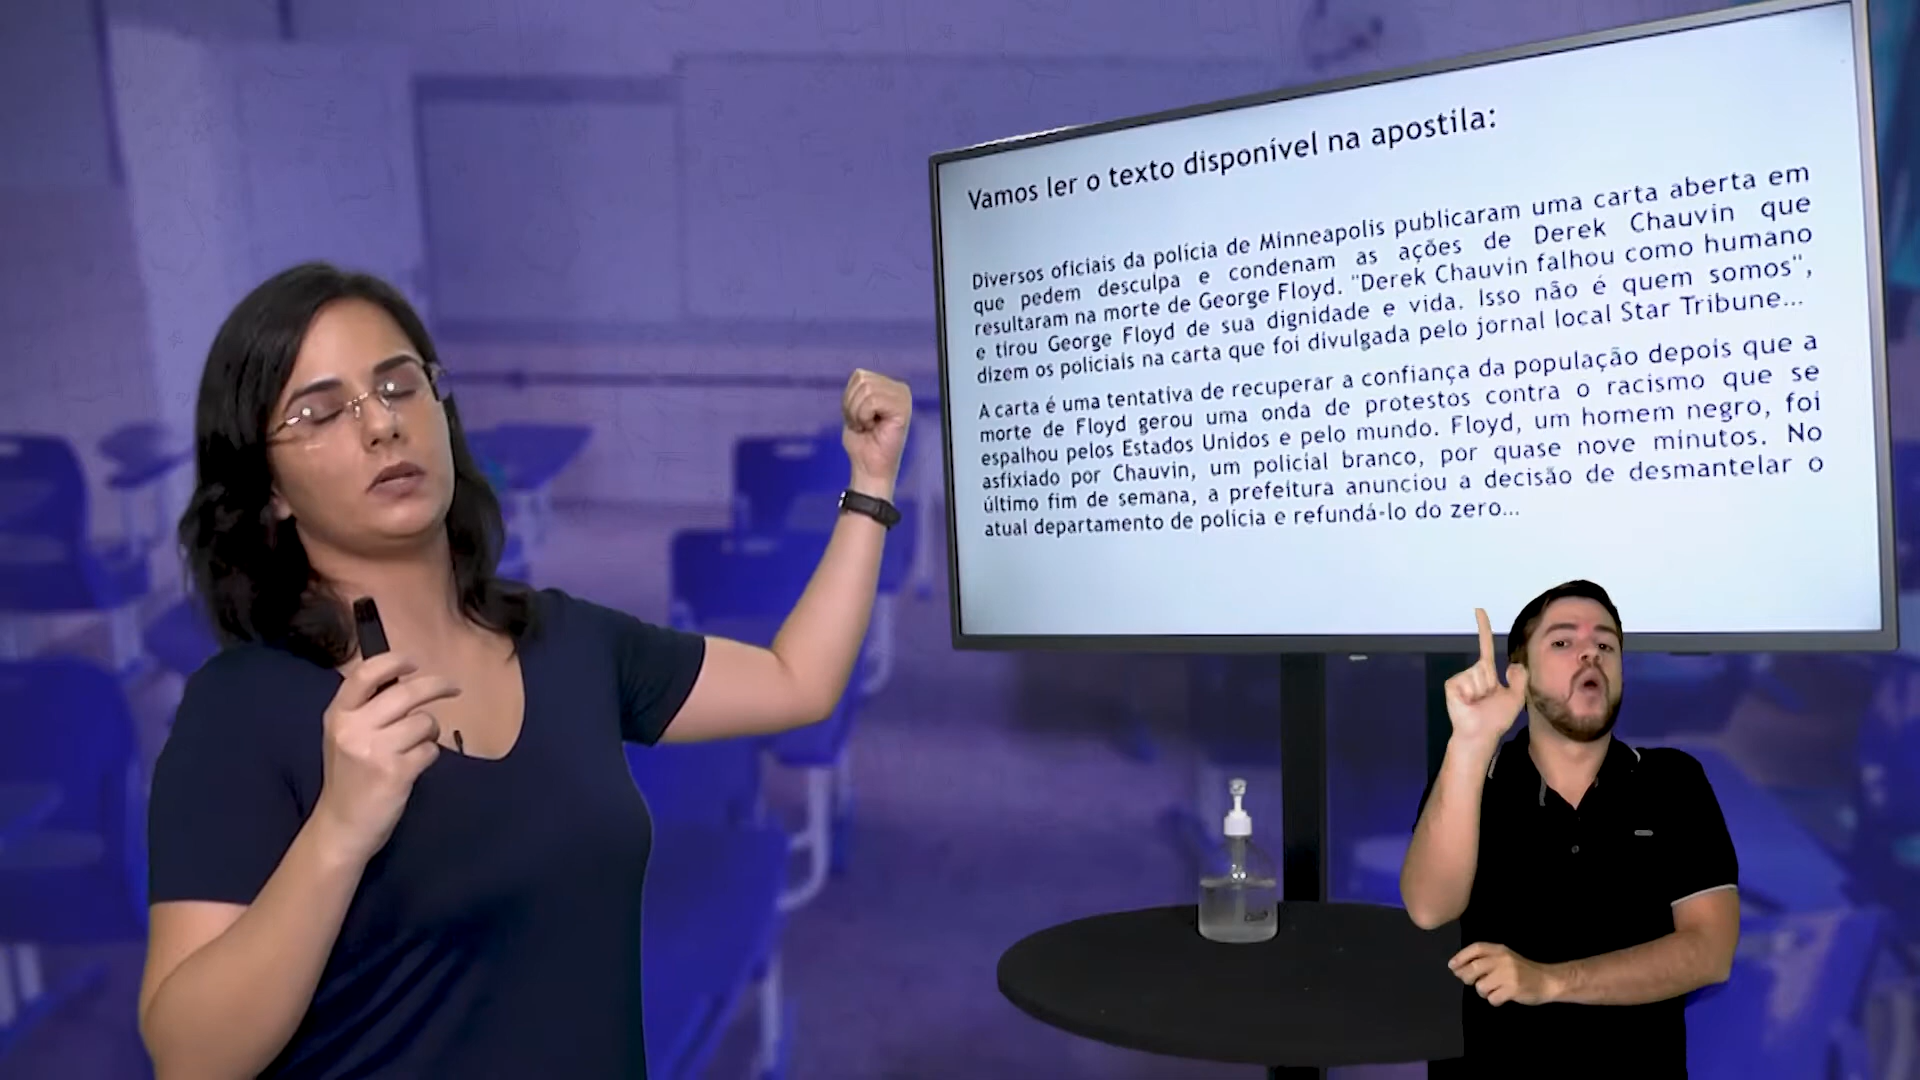 Vamos ler o texto disponível na apostila:
Diversos oficiais da polícia de Minneapolis publicaram uma carta aberta em
que pedem desculpa e condenam as ações de Derek Chauvin que
resultaram na morte de George Floyd. "Derek Chauvin falhou como humano
e tirou George Floyd de sua dignidade e vida. Isso não é quem somos",
dizem os policiais na carta que foi divulgada pelo jornal local Star Tribune...
A carta é uma tentativa de recuperar a confiança da população depois que a
morte de Floyd gerou uma onda de protestos contra o racismo que se
espalhou pelos Estados Unidos e pelo mundo. Floyd, um homem negro, foi
asfixiado por Chauvin, um policial branco, por quase nove minutos. No
último fim de semana, a prefeitura anunciou a decisão de desmantelar o
atual departamento de polícia e refundá-lo do zero...